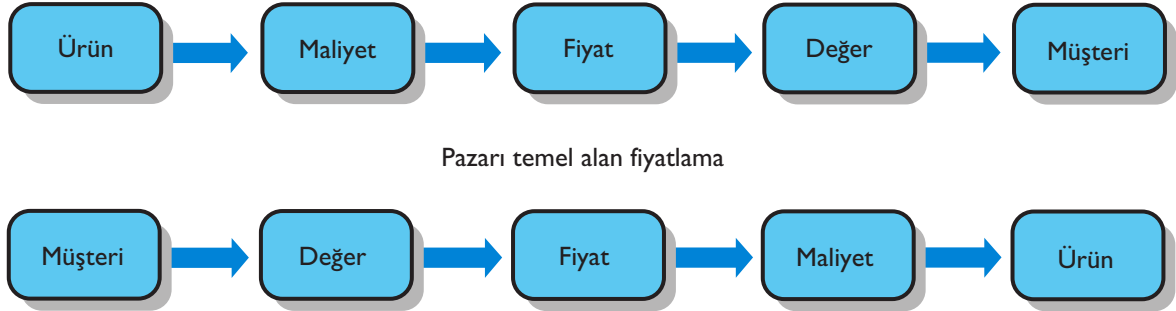 Ürün Maliyet Fiyat Değer Müşteri
Pazarı temel alan fiyatlama
Müşteri Değer Fiyat Maliyet Ürün